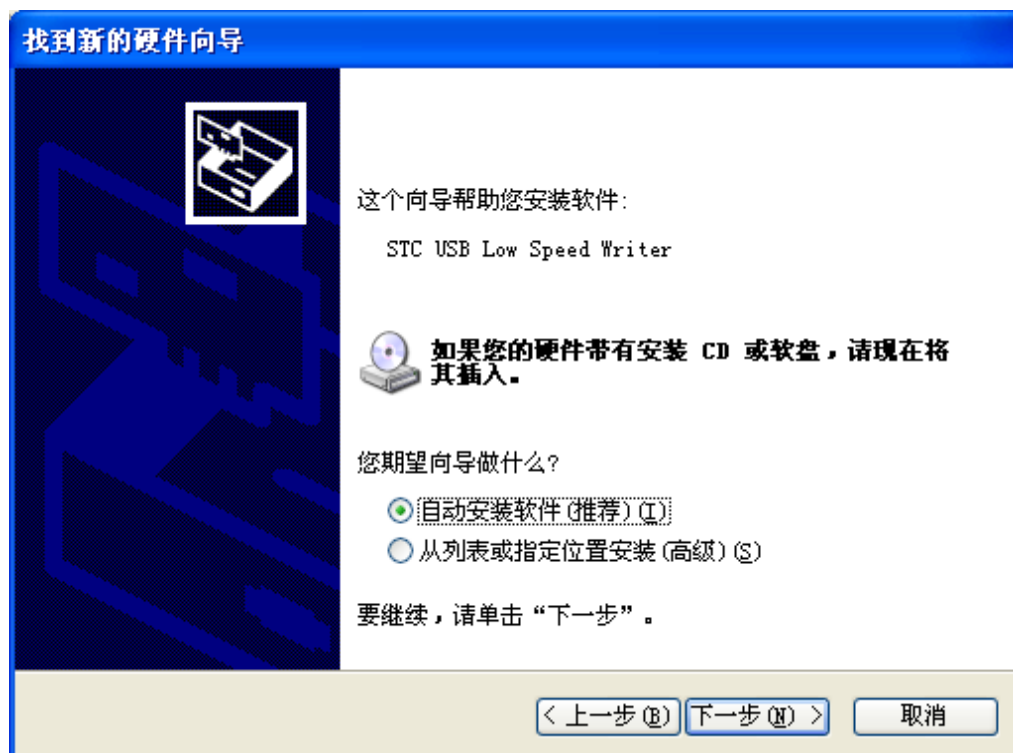 找到新的硬件向导
这个向导帮助您安装软件:
STC USB Low Speed Writer
如果您的硬件带有安装 CD 或软盘，请现在将
其插入。
您期望向导做什么?
自动安装软件(推荐)(I)
从列表或指定位置安装(高级)(S)
要继续，请单击“下一步”。
< 上一步(B) 下一步(N) > 取消